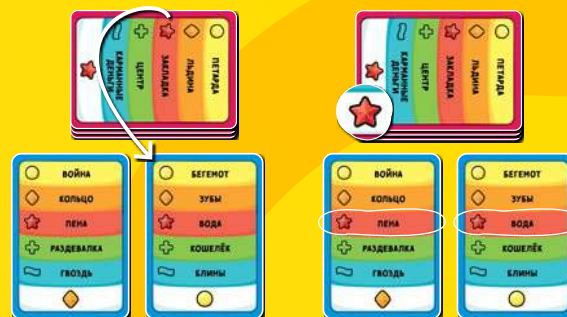 КАРМАННЫЕ
ДЕНЬГИ
ЦЕНТР
ЗАКЛАДКА
ЛЬДИНА
ПЕТАРДА
КАРМАННЫЕ
ДЕНЬГИ
ЦЕНТР
ЗАКЛАДКА
ЛЬДИНА
ПЕТАРДА
ВОЙНА
КОЛЬЦО
ПЕНА
РАЗДЕВАЛКА
ГВОЗДЬ
БЕГЕМОТ
ЗУБЫ
ВОДА
КОШЕЛЁК
БЛИНЫ
ВОЙНА
КОЛЬЦО
ПЕНА
РАЗДЕВАЛКА
ГВОЗДЬ
БЕГЕМОТ
ЗУБЫ
ВОДА
КОШЕЛЁК
БЛИНЫ